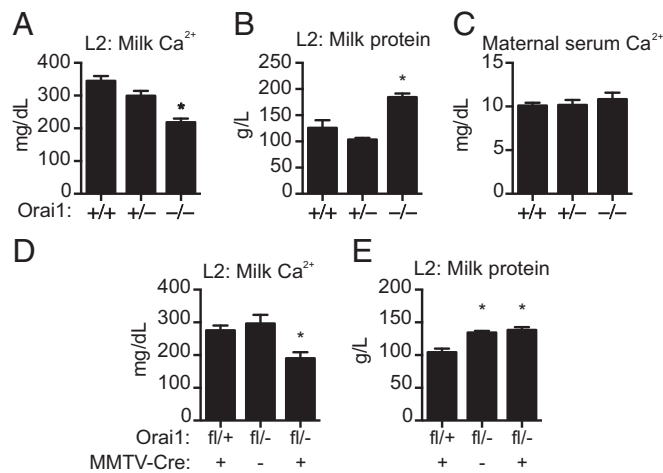 A
L2: Milk Ca²⁺
mg/dL
400
300
200
100
0
*
Orai1: +/+ +/– –/–
B
L2: Milk protein
g/L
250
200
150
100
50
0
*
+/+ +/– –/–
C
Maternal serum Ca²⁺
mg/dL
15
10
5
0
+/+ +/– –/–
D
L2: Milk Ca²⁺
mg/dL
400
300
200
100
0
*
Orai1: fl/+ fl/- fl/-
MMTV-Cre: + - +
E
L2: Milk protein
g/L
200
150
100
50
0
* *
fl/+ fl/- fl/-
+ - +